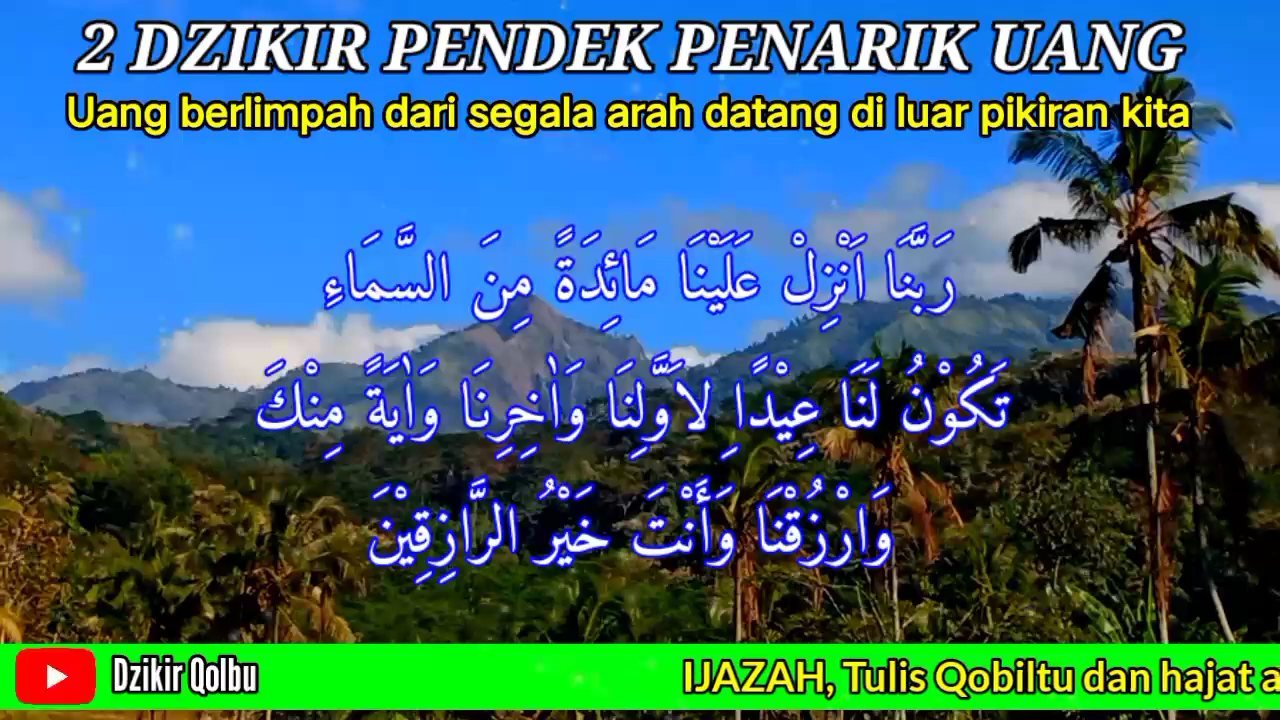 2 DZIKIR PENDEK PENARIK UANG
Uang berlimpah dari segala arah datang di luar pikiran kita
رَبَّنَا اَنْزِلْ عَلَيْنَا مَائِدَةً مِنَ السَّمَاءِ
تَكُوْنُ لَنَا عِيْدًا لِاَوَّلِنَا وَاٰخِرِنَا وَاٰيَةً مِنْكَ
وَارْزُقْنَا وَأَنْتَ خَيْرُ الرَّازِقِيْنَ
Dzikir Qolbu
IJAZAH, Tulis Qobiltu dan hajat a